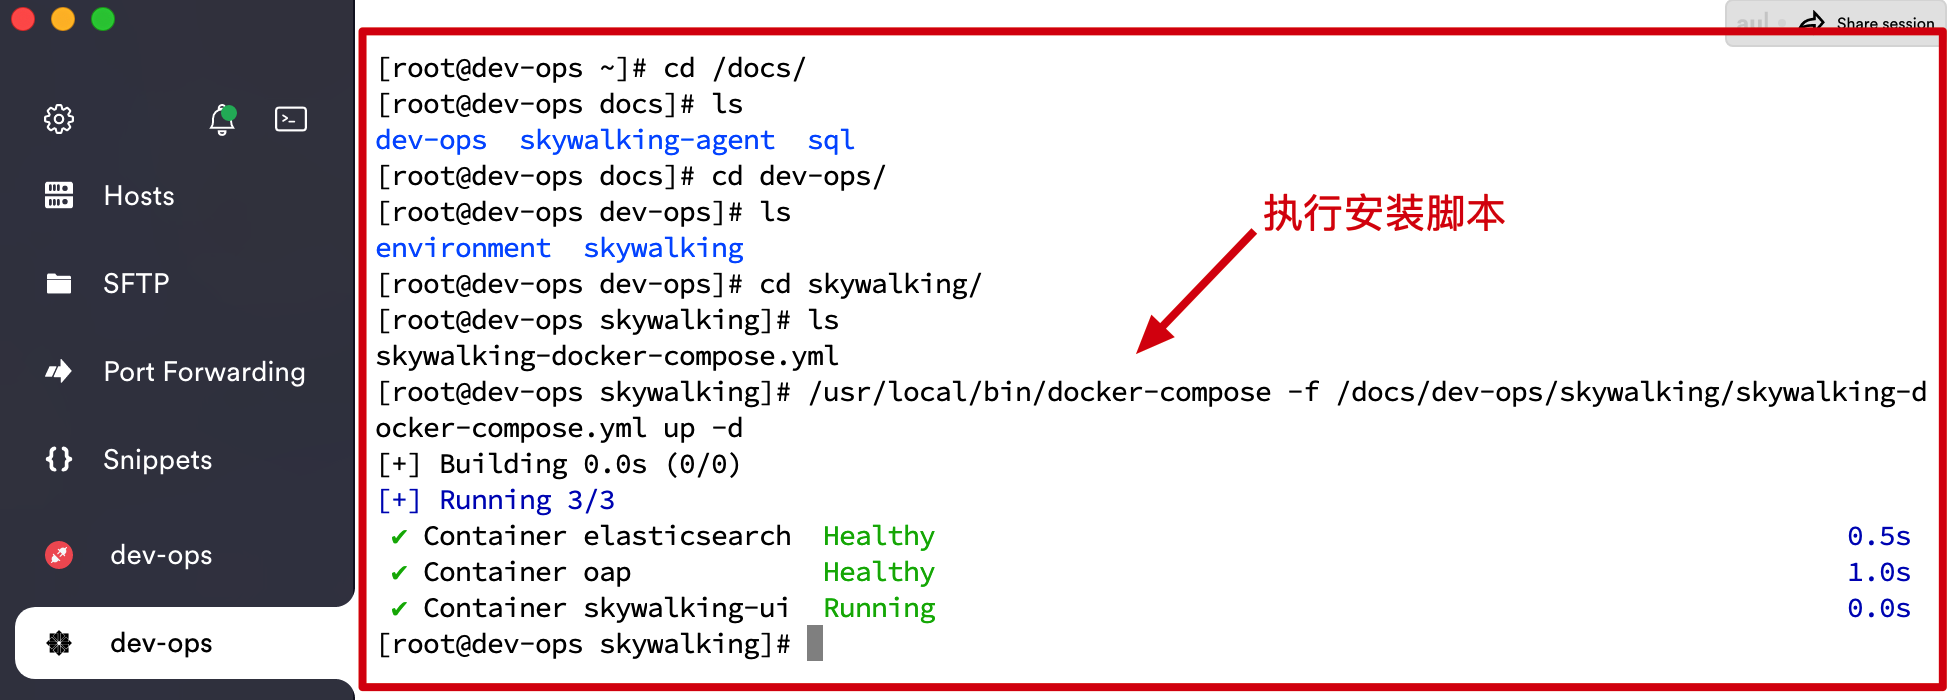 Share session
Hosts
SFTP
Port Forwarding
Snippets
dev-ops
dev-ops
[root@dev-ops ~]# cd /docs/
[root@dev-ops docs]# ls
dev-ops  skywalking-agent  sql
[root@dev-ops docs]# cd dev-ops/
[root@dev-ops dev-ops]# ls
environment  skywalking
[root@dev-ops dev-ops]# cd skywalking/
[root@dev-ops skywalking]# ls
skywalking-docker-compose.yml
[root@dev-ops skywalking]# /usr/local/bin/docker-compose -f /docs/dev-ops/skywalking/skywalking-d
ocker-compose.yml up -d
[+] Building 0.0s (0/0)
[+] Running 3/3
✔ Container elasticsearch  Healthy 0.5s
✔ Container oap            Healthy 1.0s
✔ Container skywalking-ui  Running 0.0s
[root@dev-ops skywalking]#
执行安装脚本